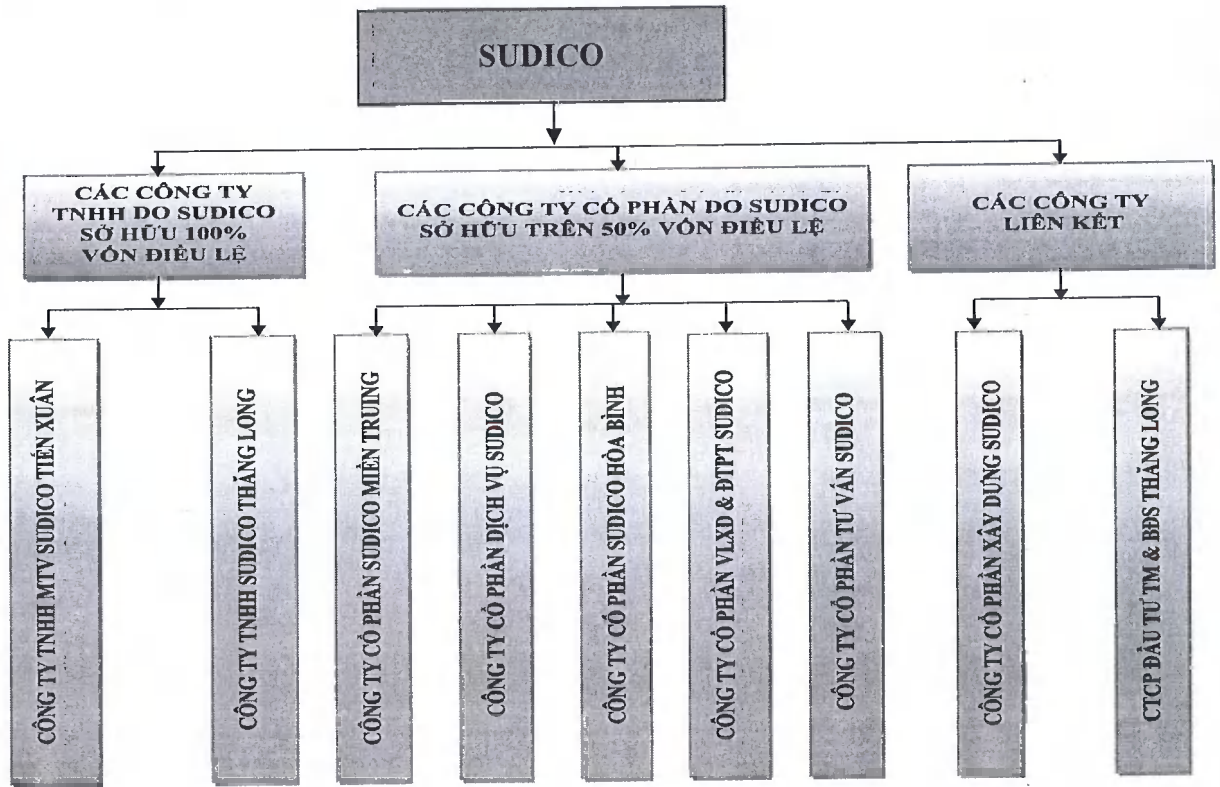 SUDICO
CÁC CÔNG TY
TNHH DO SUDICO
SỞ HỮU 100%
VỐN ĐIỀU LỆ
CÁC CÔNG TY CỔ PHẦN DO SUDICO
SỞ HỮU TRÊN 50% VỐN ĐIỀU LỆ
CÁC CÔNG TY
LIÊN KẾT
CÔNG TY TNHH MTV SUDICO TIẾN XUÂN
CÔNG TY TNHH SUDICO THĂNG LONG
CÔNG TY CỔ PHẦN SUDICO MIỀN TRUNG
CÔNG TY CỔ PHẦN DỊCH VỤ SUDICO
CÔNG TY CỔ PHẦN SUDICO HÒA BÌNH
CÔNG TY CỔ PHẦN VLXD & ĐTPT SUDICO
CÔNG TY CỔ PHẦN TƯ VẤN SUDICO
CÔNG TY CỔ PHẦN XÂY DỰNG SUDICO
CTCP ĐẦU TƯ TM & BĐS THĂNG LONG